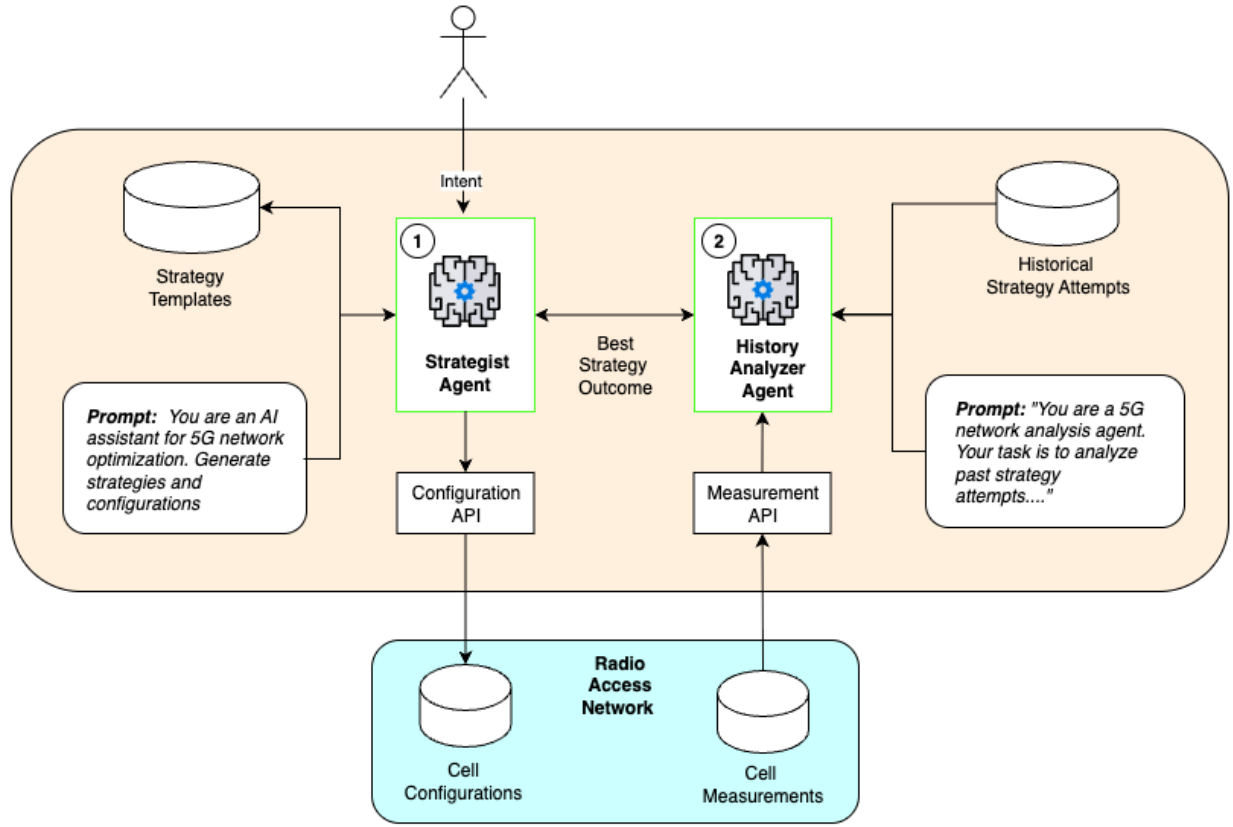 Intent
1
2
Strategy
Templates
Historical
Strategy Attempts
Strategist
Agent
Best
Strategy
Outcome
History
Analyzer
Agent
Prompt: You are an AI
assistant for 5G network
optimization. Generate
strategies and
configurations
Prompt: "You are a 5G
network analysis agent.
Your task is to analyze
past strategy
attempts...."
Configuration
API
Measurement
API
Radio
Access
Network
Cell
Configurations
Cell
Measurements